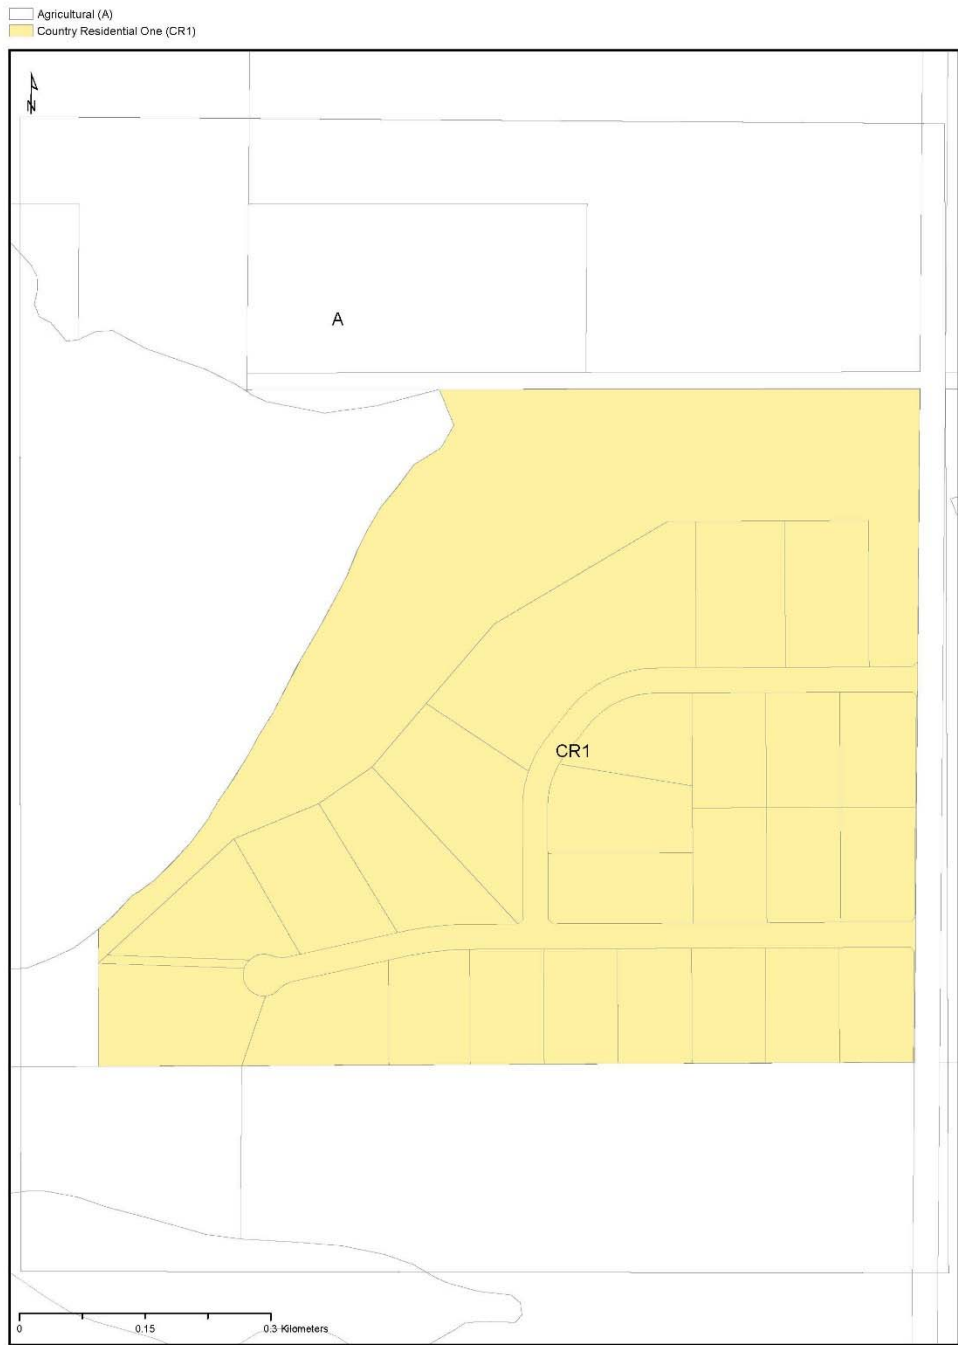 Agricultural (A)
Country Residential One (CR1)
N
A
CR1
0 0.15 0.3 Kilometers